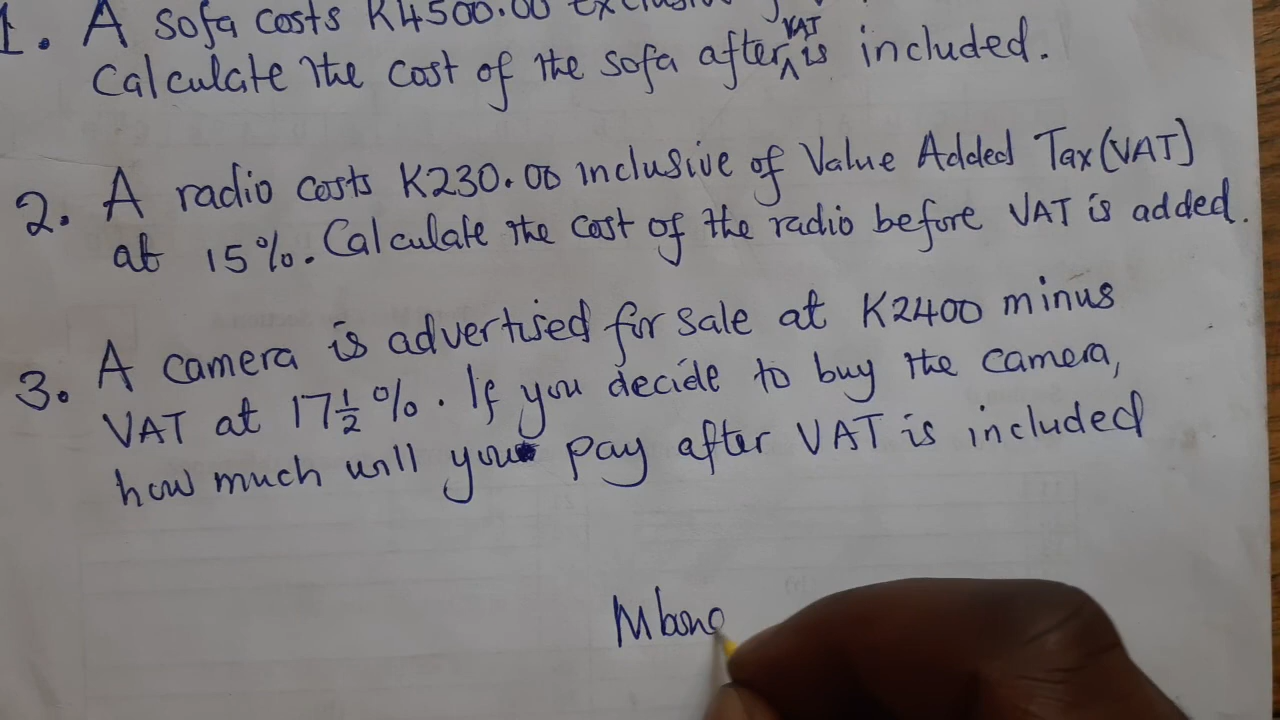 1. A sofa costs K4500.00
Calculate the cost of the sofa after VAT is included.
2. A radio costs K230.00 inclusive of Value Added Tax (VAT)
at 15%. Calculate the cost of the radio before VAT is added.
3. A camera is advertised for sale at K2400 minus
VAT at 17½%. If you decide to buy the camera,
how much will you pay after VAT is included